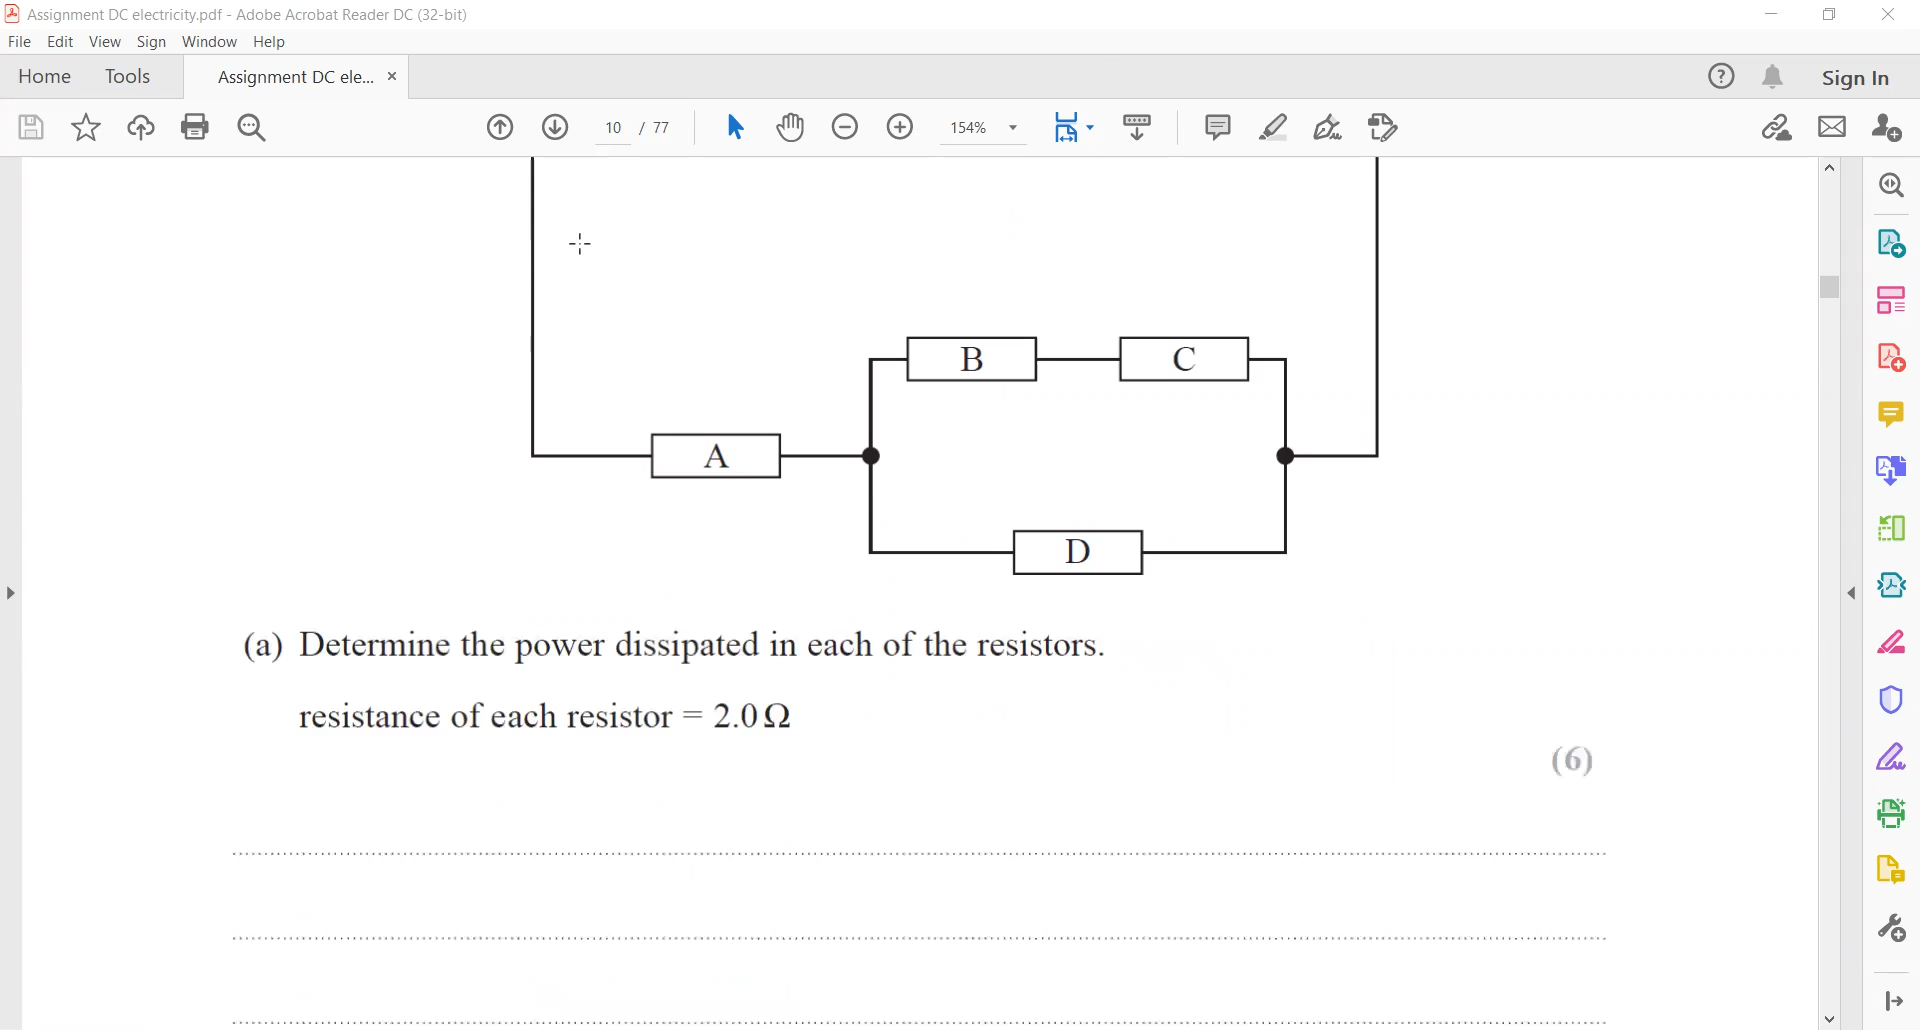 Assignment DC electricity.pdf - Adobe Acrobat Reader DC (32-bit)
File Edit View Sign Window Help
Home Tools Assignment DC ele... × Sign In
10 / 77 154%
B C
A
D
(a) Determine the power dissipated in each of the resistors.
resistance of each resistor = 2.0 Ω
(6)